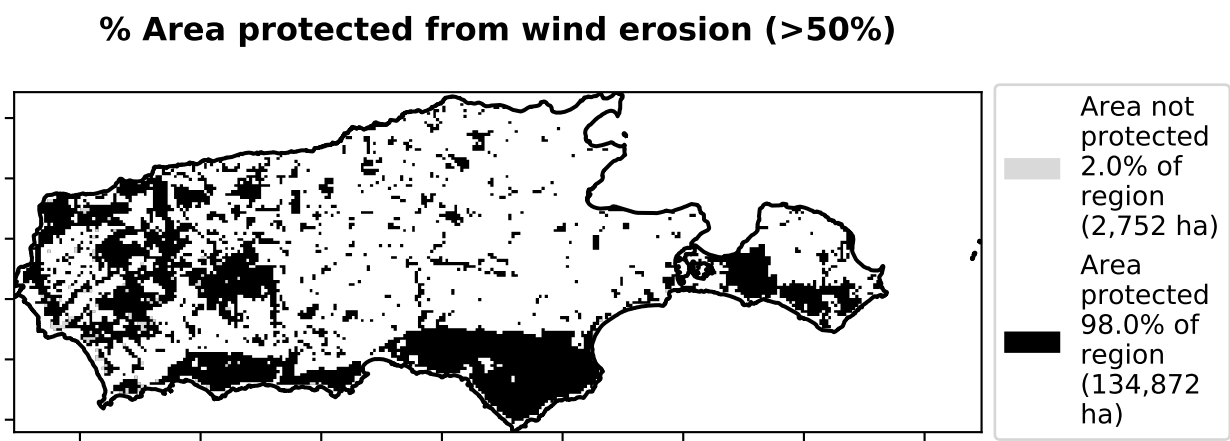 % Area protected from wind erosion (>50%)
Area not
protected
2.0% of
region
(2,752 ha)
Area
protected
98.0% of
region
(134,872
ha)